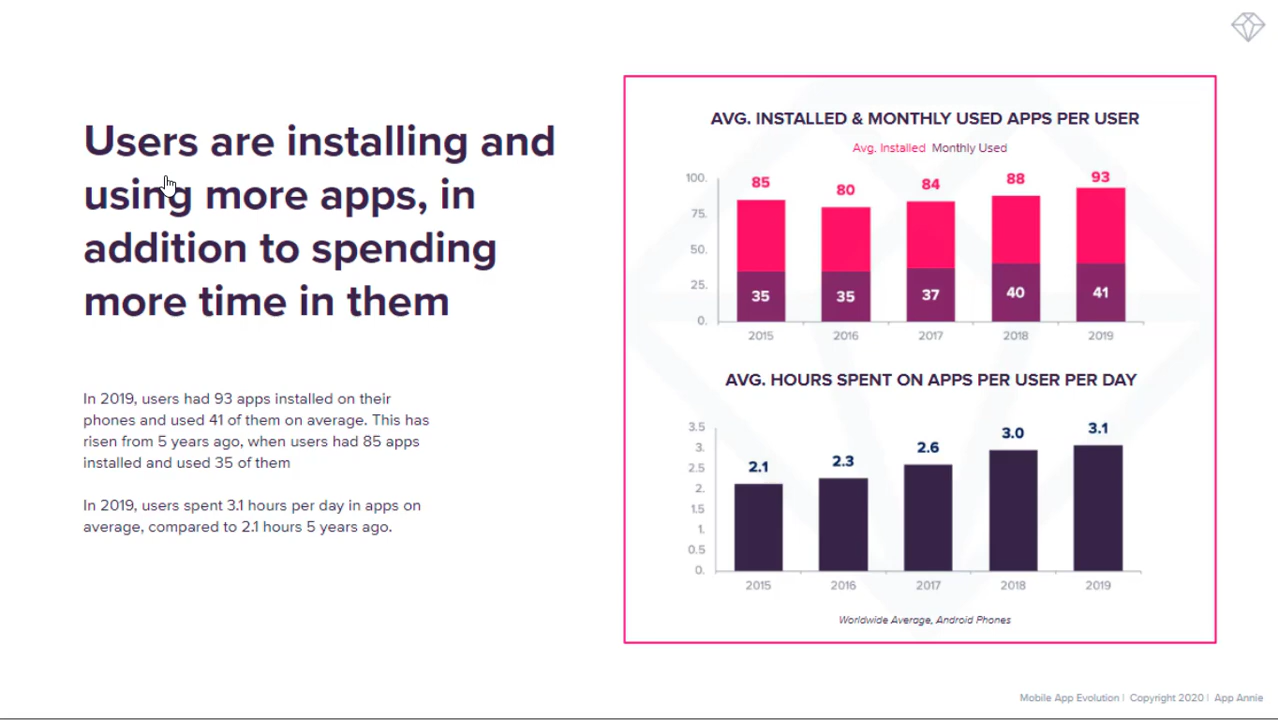 Users are installing and
using more apps, in
addition to spending
more time in them
In 2019, users had 93 apps installed on their
phones and used 41 of them on average. This has
risen from 5 years ago, when users had 85 apps
installed and used 35 of them
In 2019, users spent 3.1 hours per day in apps on
average, compared to 2.1 hours 5 years ago.
AVG. INSTALLED & MONTHLY USED APPS PER USER
Avg. Installed Monthly Used
100.
75.
50.
25.
0.
85 80 84 88 93
35 35 37 40 41
2015 2016 2017 2018 2019
AVG. HOURS SPENT ON APPS PER USER PER DAY
3.5
3.
2.5
2.
1.5
1.
0.5
0.
2.1 2.3 2.6 3.0 3.1
2015 2016 2017 2018 2019
Worldwide Average, Android Phones
Mobile App Evolution | Copyright 2020 | App Annie